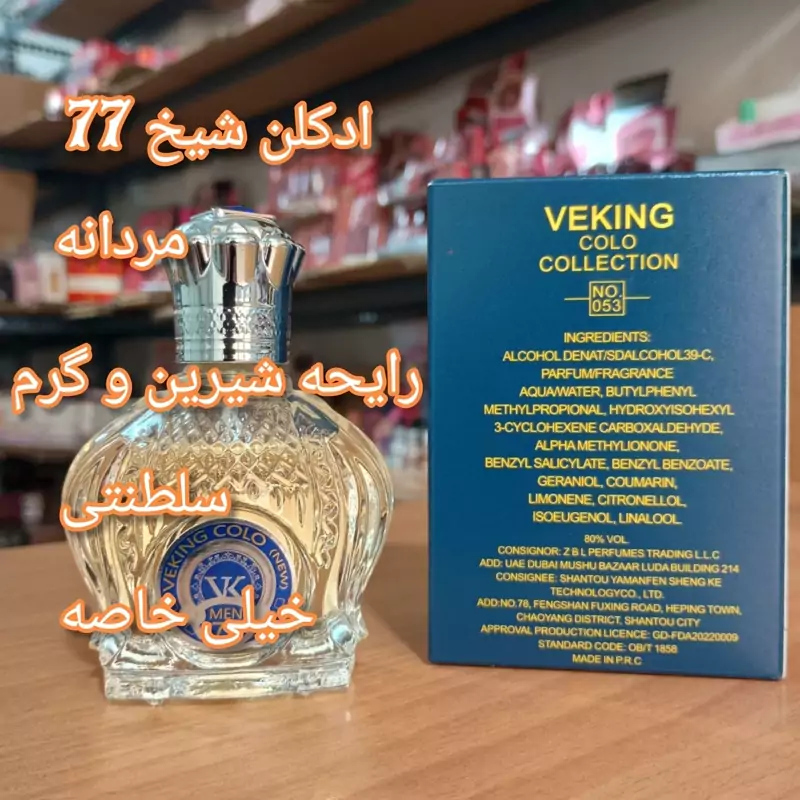 ادکلن شیخ 77
مردانه
رایحه شیرین و گرم
سلطنتی
خیلی خاصه
VEKING COLO (NEW)
VK
MEN
VEKING
COLO
COLLECTION
NO.
053
INGREDIENTS:
ALCOHOL DENAT/SDALCOHOL39-C,
PARFUM/FRAGRANCE
AQUA/WATER, BUTYLPHENYL
METHYLPROPIONAL, HYDROXYISOHEXYL
3-CYCLOHEXENE CARBOXALDEHYDE,
ALPHA METHYLIONONE,
BENZYL SALICYLATE, BENZYL BENZOATE,
GERANIOL, COUMARIN,
LIMONENE, CITRONELLOL,
ISOEUGENOL, LINALOOL.
80% VOL.
CONSIGNOR: Z B L PERFUMES TRADING L.L.C
ADD: UAE DUBAI MUSHU BAZAAR LUDA BUILDING 214
CONSIGNEE: SHANTOU YAMANFEN SHENG KE
TECHNOLOGYCO., LTD.
ADD:NO.78, FENGSHAN FUXING ROAD, HEPING TOWN,
CHAOYANG DISTRICT, SHANTOU CITY
APPROVAL PRODUCTION LICENCE: GD-FDA20220009
STANDARD CODE: OB/T 1858
MADE IN P.R.C